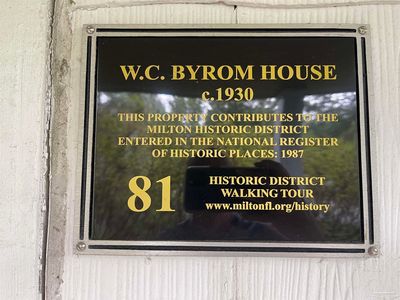 W.C. BYROM HOUSE
c.1930
THIS PROPERTY CONTRIBUTES TO THE
MILTON HISTORIC DISTRICT
ENTERED IN THE NATIONAL REGISTER
OF HISTORIC PLACES: 1987
81
HISTORIC DISTRICT
WALKING TOUR
www.miltonfl.org/history